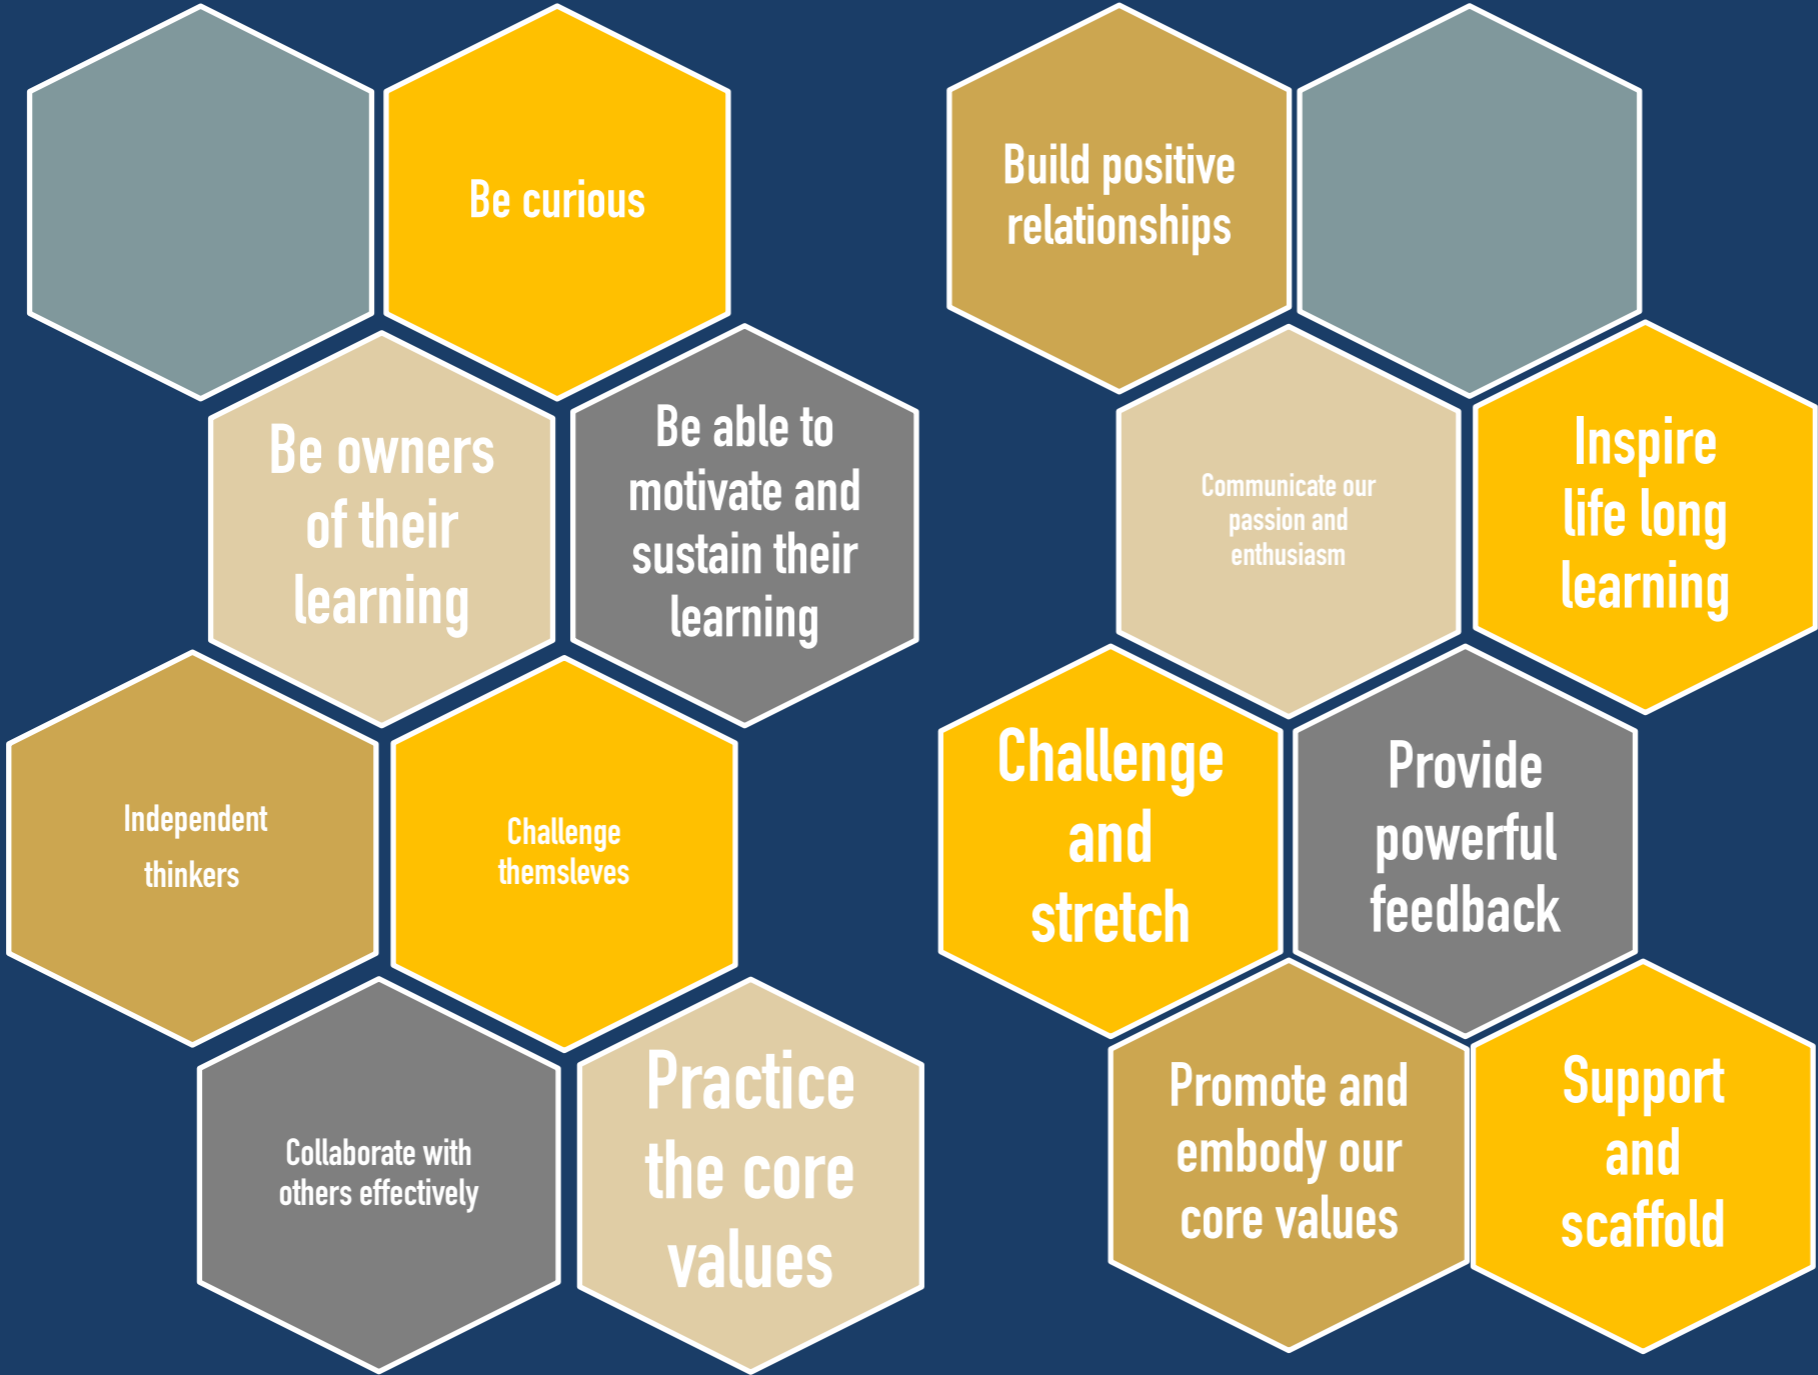 Be curious
Be owners
of their
learning
Be able to
motivate and
sustain their
learning
Independent
thinkers
Challenge
themsleves
Collaborate with
others effectively
Practice
the core
values
Build positive
relationships
Communicate our
passion and
enthusiasm
Inspire
life long
learning
Challenge
and
stretch
Provide
powerful
feedback
Promote and
embody our
core values
Support
and
scaffold